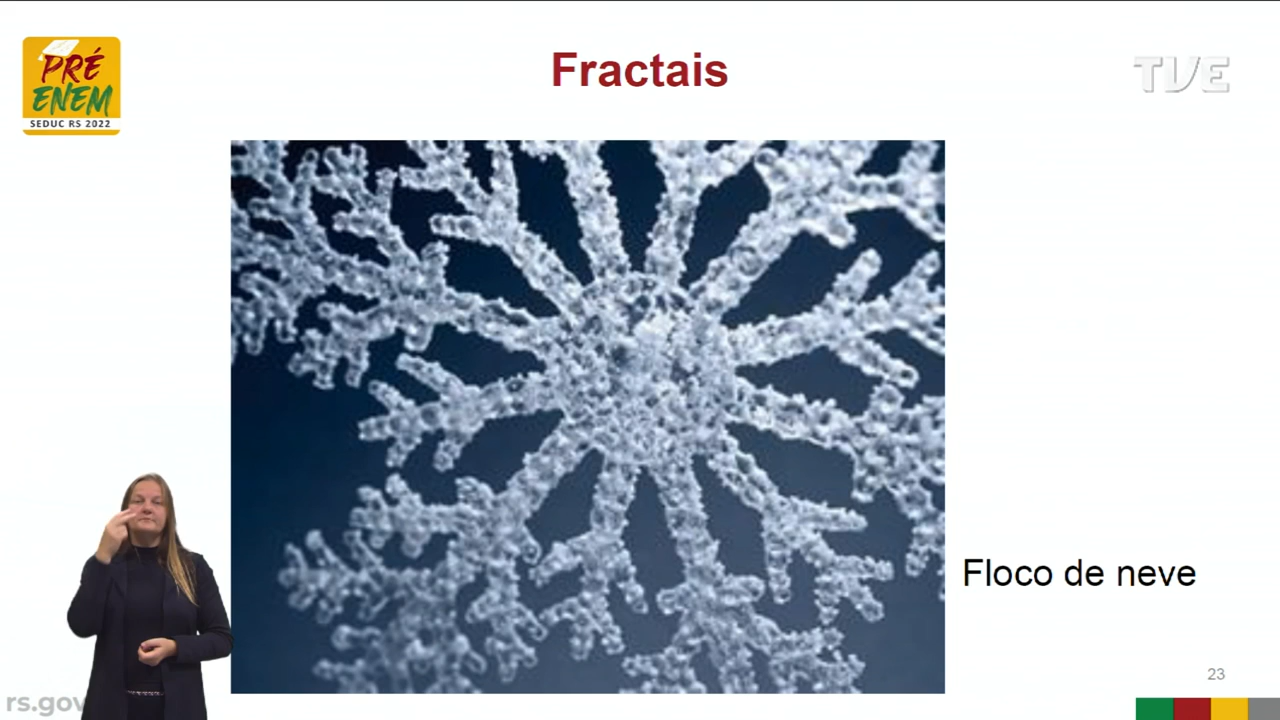 PRÉ
ENEM
SEDUC RS 2022
Fractais
TVE
Floco de neve
23
rs.gov